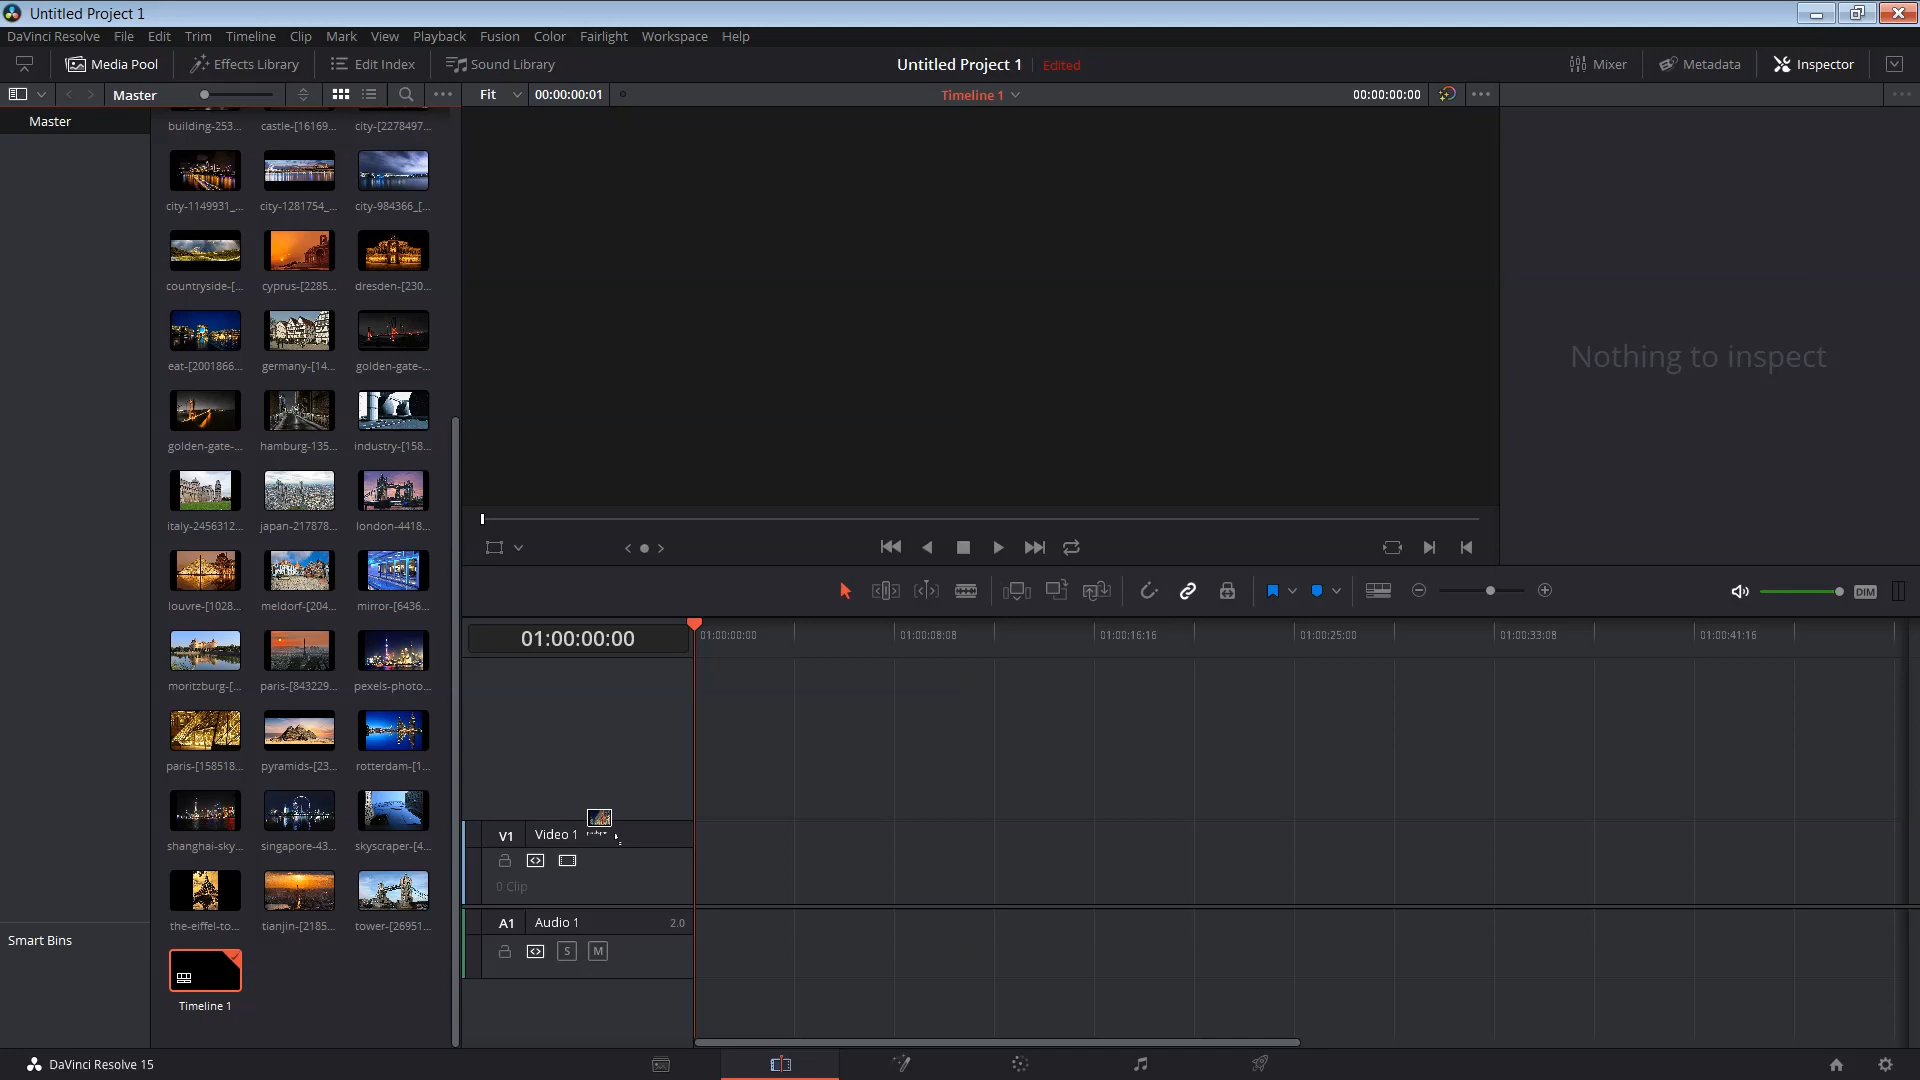 Untitled Project 1
DaVinci Resolve File Edit Trim Timeline Clip Mark View Playback Fusion Color Fairlight Workspace Help
Media Pool Effects Library Edit Index Sound Library Untitled Project 1 Edited Mixer Metadata Inspector
Master Fit 00:00:00:01 Timeline 1 00:00:00:00
Master
building-253... castle-[16169... city-[2278497...
city-1149931_... city-1281754_... city-984366_[...
countryside-[... cyprus-[2285... dresden-[230...
eat-[2001866... germany-[14... golden-gate-...
Nothing to inspect
golden-gate-... hamburg-135... industry-[158...
italy-2456312... japan-217878... london-4418...
louvre-[1028... meldorf-[204... mirror-[6436...
DIM
01:00:00:00 01:00:00:00 01:00:08:08 01:00:16:16 01:00:25:00 01:00:33:08 01:00:41:16
moritzburg-[... paris-[843229... pexels-photo...
paris-[158518... pyramids-[23... rotterdam-[1...
shanghai-sky... singapore-43... skyscraper-[4...
V1 Video 1
0 Clip
the-eiffel-to... tianjin-[2185... tower-[26951...
A1 Audio 1 2.0
S M
Smart Bins
Timeline 1
DaVinci Resolve 15